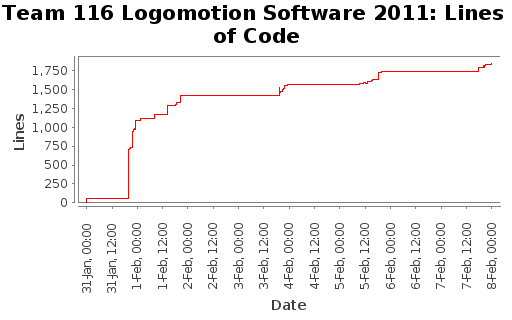 Team 116 Logomotion Software 2011: Lines
of Code
Lines
1,750
1,500
1,250
1,000
750
500
250
0
31-Jan, 00:00
31-Jan, 12:00
1-Feb, 00:00
1-Feb, 12:00
2-Feb, 00:00
2-Feb, 12:00
3-Feb, 00:00
3-Feb, 12:00
4-Feb, 00:00
4-Feb, 12:00
5-Feb, 00:00
5-Feb, 12:00
6-Feb, 00:00
6-Feb, 12:00
7-Feb, 00:00
7-Feb, 12:00
8-Feb, 00:00
Date